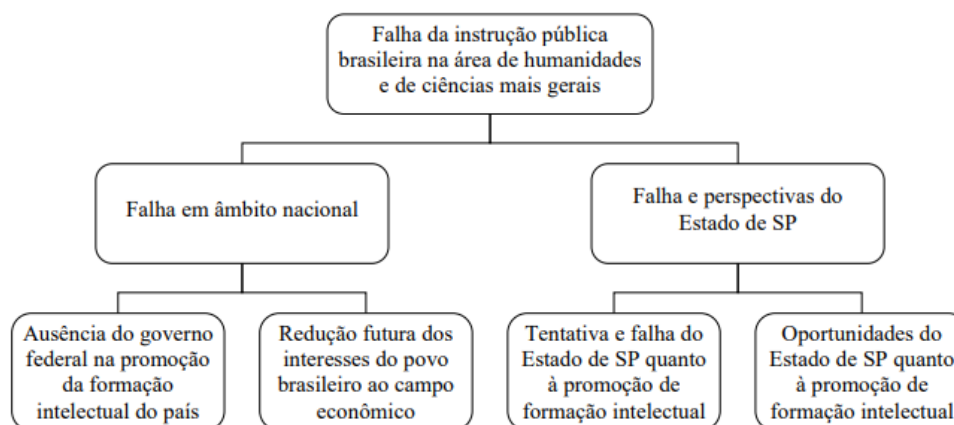 Falha da instrução pública
brasileira na área de humanidades
e de ciências mais gerais
Falha em âmbito nacional
Falha e perspectivas do
Estado de SP
Ausência do governo
federal na promoção
da formação
intelectual do país
Redução futura dos
interesses do povo
brasileiro ao campo
econômico
Tentativa e falha do
Estado de SP quanto
à promoção de
formação intelectual
Oportunidades do
Estado de SP quanto
à promoção de
formação intelectual